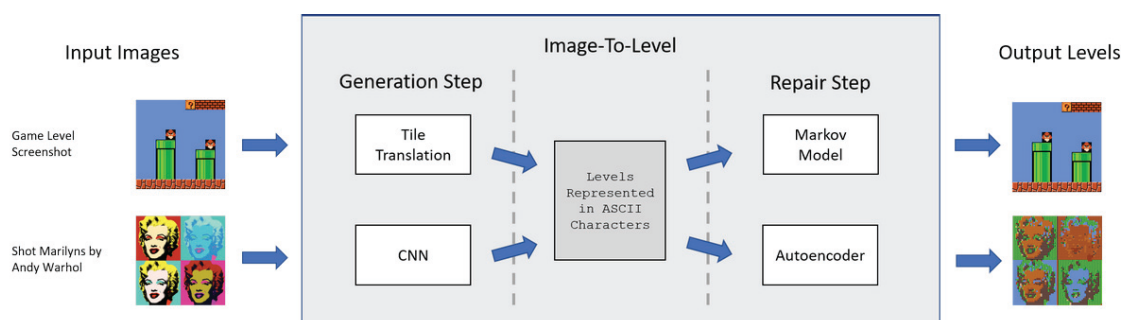 Input Images
Image-To-Level
Output Levels
Generation Step
Repair Step
Game Level
Screenshot
Tile
Translation
Markov
Model
Levels
Represented
in ASCII
Characters
Shot Marilyns by
Andy Warhol
CNN
Autoencoder
?